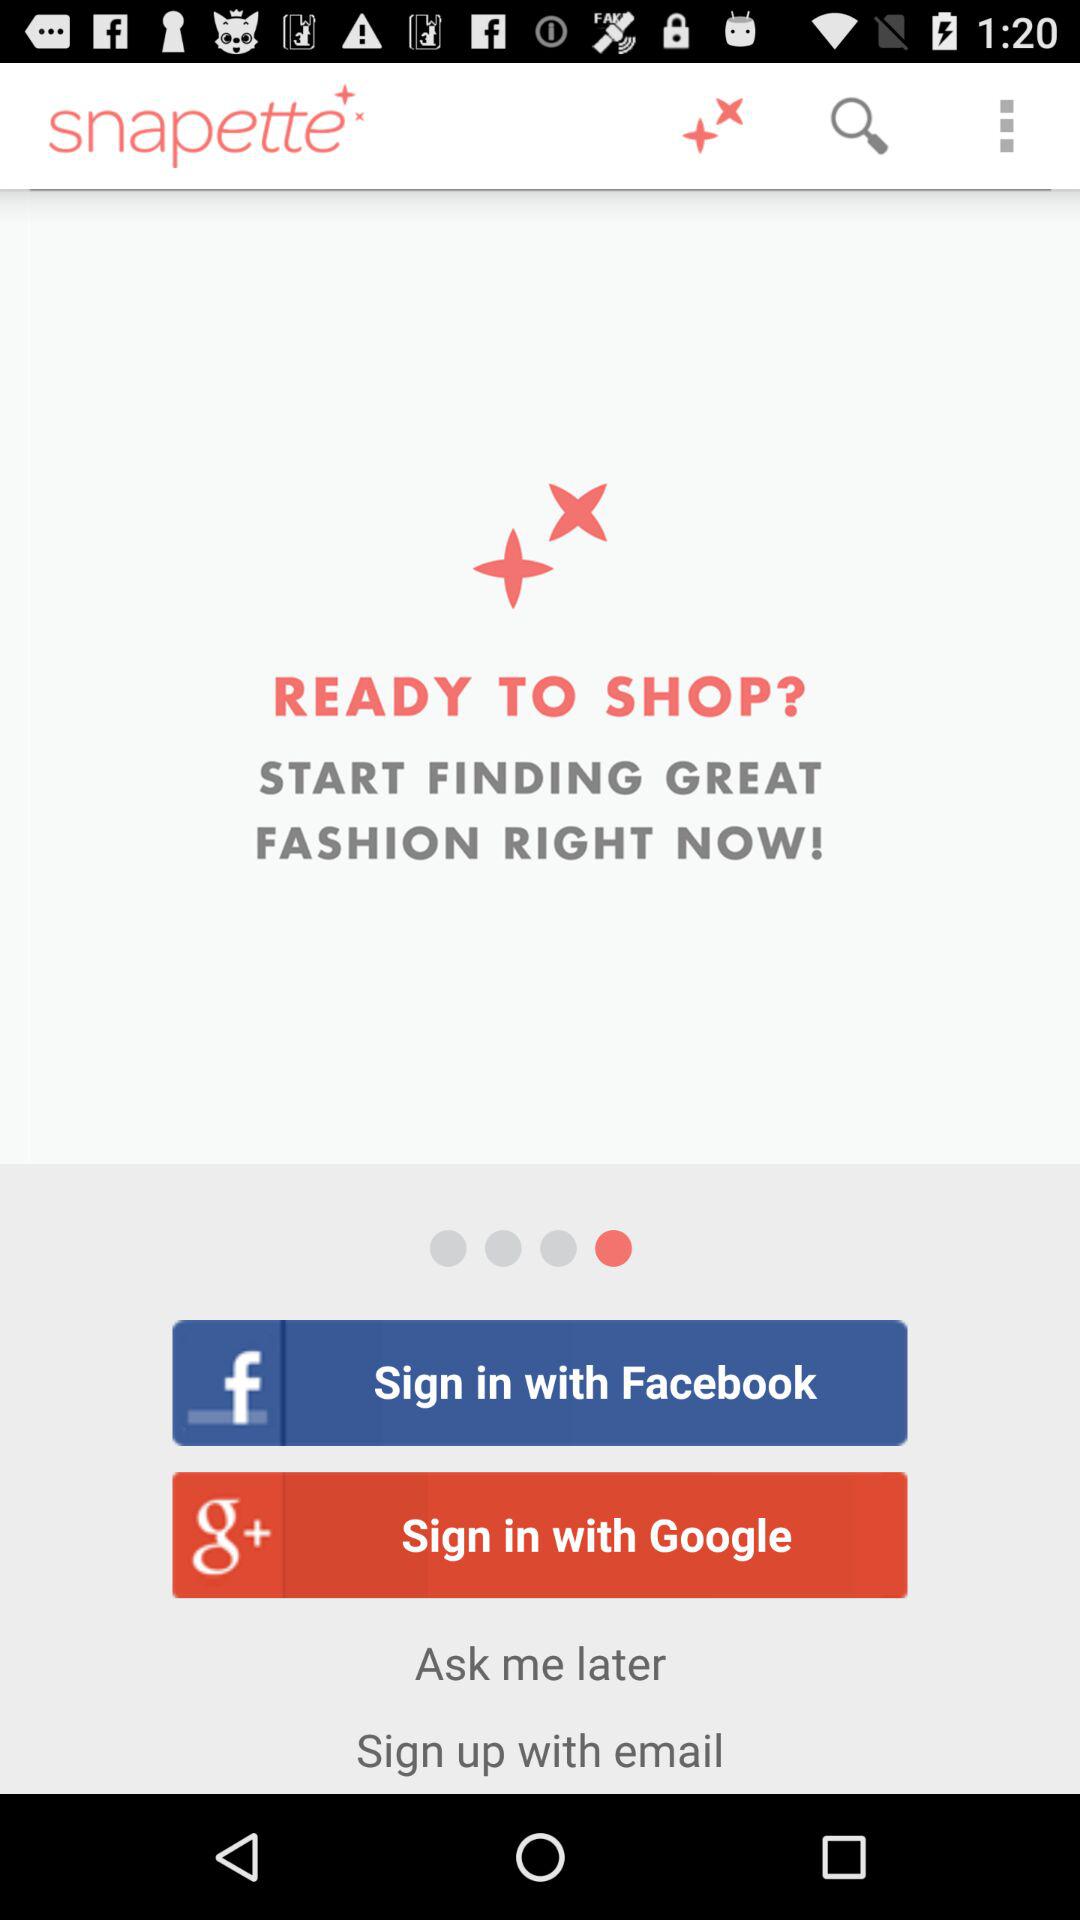 FAKE 1:20
snapette
READY TO SHOP?
START FINDING GREAT
FASHION RIGHT NOW!
f Sign in with Facebook
g+ Sign in with Google
Ask me later
Sign up with email